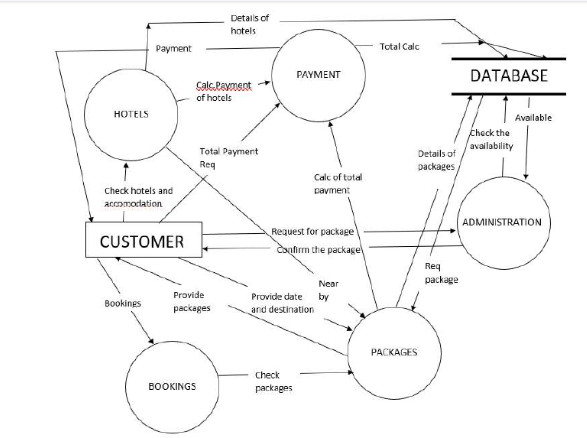 Details of
hotels
Payment
Total Calc
PAYMENT
DATABASE
Calc.Payment
of hotels
HOTELS
Available
Check the
availability
Total Payment
Req
Details of
packages
Calc of total
payment
Check hotels and
accomodation
ADMINISTRATION
Request for package
CUSTOMER
Confirm the package
Req
package
Near
by
Bookings
Provide
packages
Provide date
and destination
PACKAGES
BOOKINGS
Check
packages